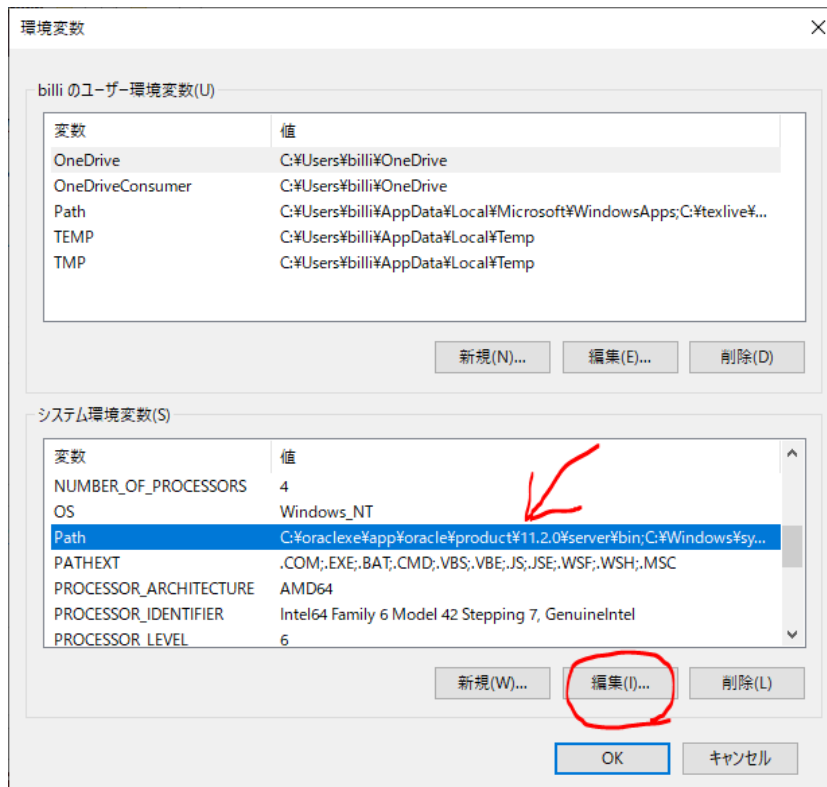 環境変数
billi のユーザー環境変数(U)
変数 値
OneDrive C:¥Users¥billi¥OneDrive
OneDriveConsumer C:¥Users¥billi¥OneDrive
Path C:¥Users¥billi¥AppData¥Local¥Microsoft¥WindowsApps;C:¥texlive¥...
TEMP C:¥Users¥billi¥AppData¥Local¥Temp
TMP C:¥Users¥billi¥AppData¥Local¥Temp
新規(N)... 編集(E)... 削除(D)
システム環境変数(S)
変数 値
NUMBER_OF_PROCESSORS 4
OS Windows_NT
Path C:¥oraclexe¥app¥oracle¥product¥11.2.0¥server¥bin;C:¥Windows¥sy...
PATHEXT .COM;.EXE;.BAT;.CMD;.VBS;.VBE;.JS;.JSE;.WSF;.WSH;.MSC
PROCESSOR_ARCHITECTURE AMD64
PROCESSOR_IDENTIFIER Intel64 Family 6 Model 42 Stepping 7, GenuineIntel
PROCESSOR_LEVEL 6
新規(W)... 編集(I)... 削除(L)
OK キャンセル